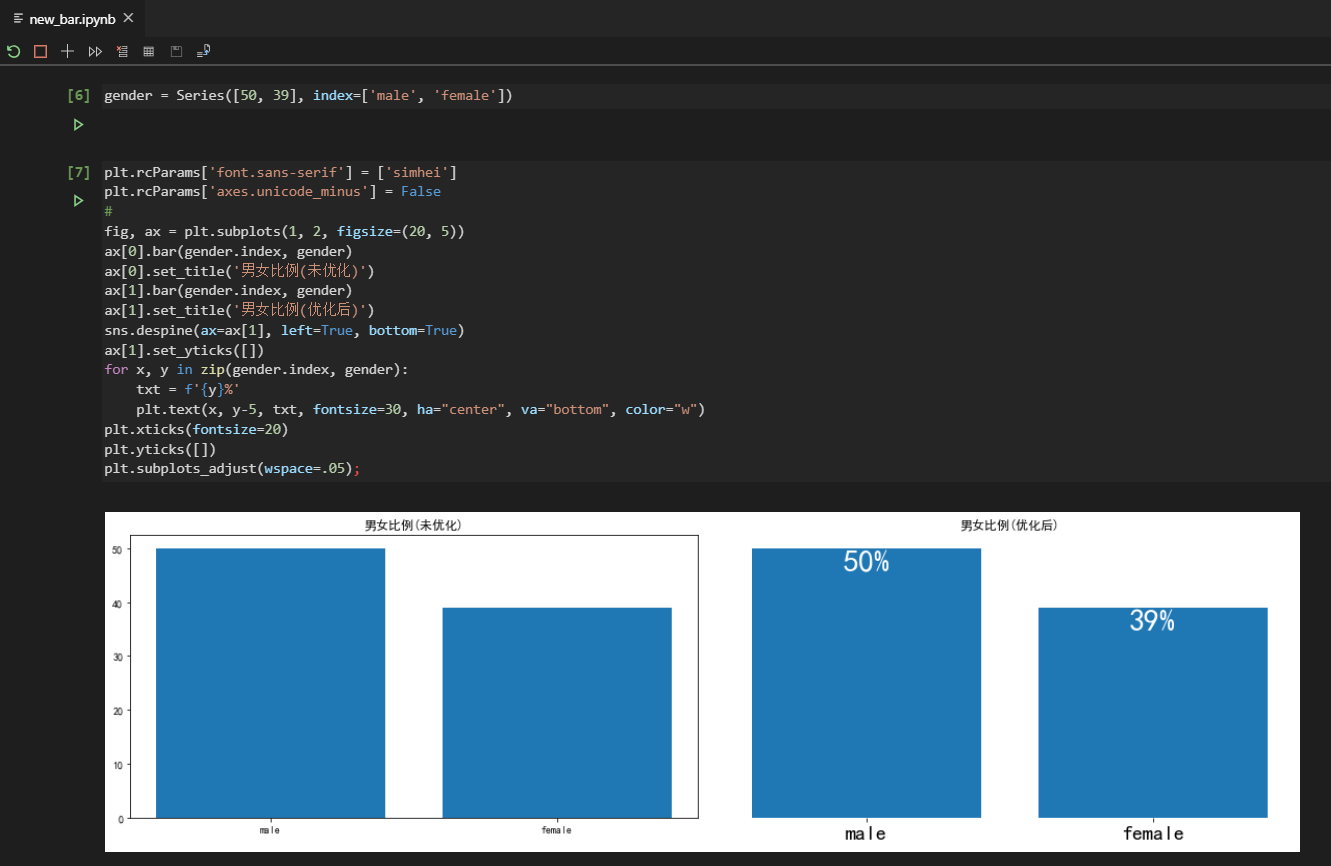 new_bar.ipynb
[6] gender = Series([50, 39], index=['male', 'female'])
[7] plt.rcParams['font.sans-serif'] = ['simhei']
plt.rcParams['axes.unicode_minus'] = False
#
fig, ax = plt.subplots(1, 2, figsize=(20, 5))
ax[0].bar(gender.index, gender)
ax[0].set_title('男女比例(未优化)')
ax[1].bar(gender.index, gender)
ax[1].set_title('男女比例(优化后)')
sns.despine(ax=ax[1], left=True, bottom=True)
ax[1].set_yticks([])
for x, y in zip(gender.index, gender):
    txt = f'{y}%'
    plt.text(x, y-5, txt, fontsize=30, ha="center", va="bottom", color="w")
plt.xticks(fontsize=20)
plt.yticks([])
plt.subplots_adjust(wspace=.05);
男女比例(未优化)
50
40
30
20
10
0
male female
男女比例(优化后)
50%
39%
male female